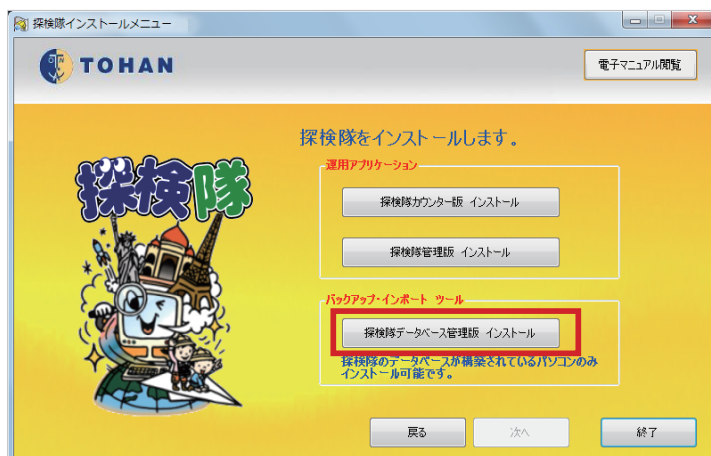 探検隊インストールメニュー
TOHAN
電子マニュアル閲覧
探検隊をインストールします。
探検隊
運用アプリケーション
探検隊カウンター版 インストール
探検隊管理版 インストール
バックアップ・インポート ツール
探検隊データベース管理版 インストール
探検隊のデータベースが構築されているパソコンのみ
インストール可能です。
戻る
次へ
終了